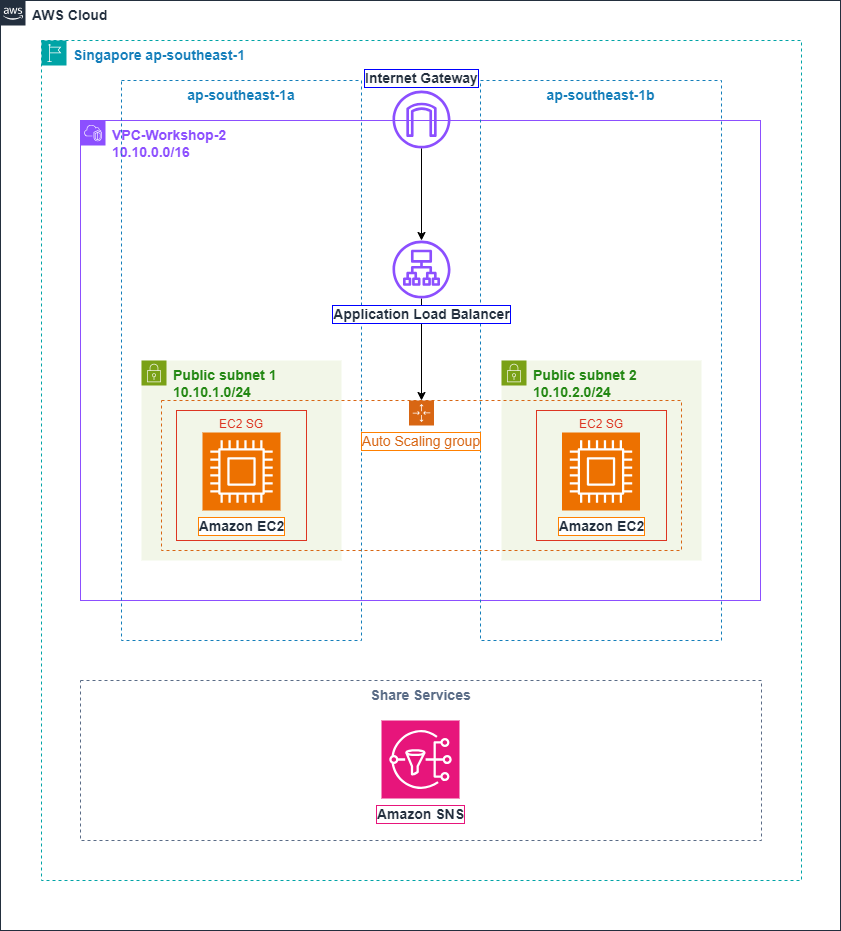 aws
AWS Cloud
Singapore ap-southeast-1
Internet Gateway
ap-southeast-1a
ap-southeast-1b
VPC-Workshop-2
10.10.0.0/16
Application Load Balancer
Public subnet 1
10.10.1.0/24
Public subnet 2
10.10.2.0/24
EC2 SG
EC2 SG
Auto Scaling group
Amazon EC2
Amazon EC2
Share Services
Amazon SNS